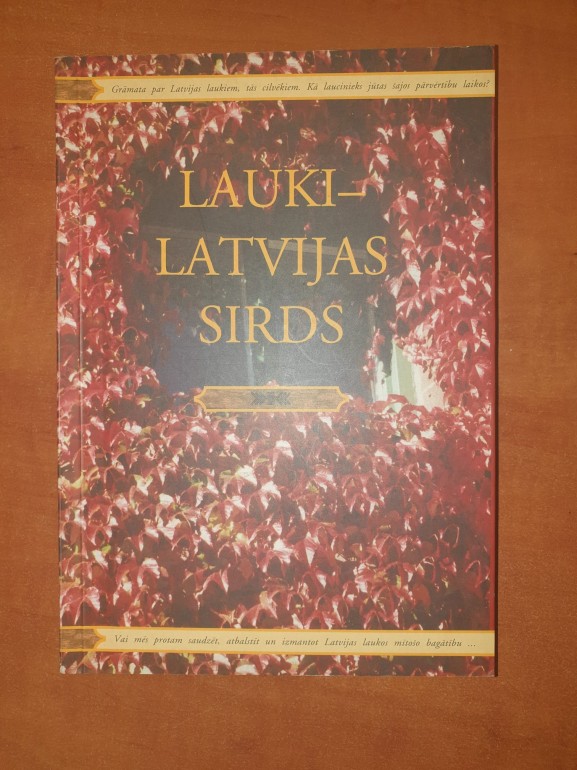 Grāmata par Latvijas laukiem, tās cilvēkiem. Kā laucinieks jūtas šajos pārvērtību laikos?
LAUKI–
LATVIJAS
SIRDS
Vai mēs protam saudzēt, atbalstīt un izmantot Latvijas laukos mītošo bagātību ...